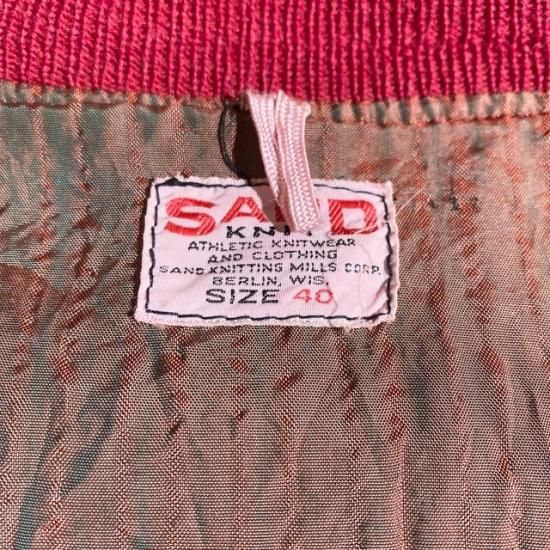 SAND
KNIT
ATHLETIC KNITWEAR
AND CLOTHING
SAND KNITTING MILLS CORP.
BERLIN, WIS.
SIZE 40